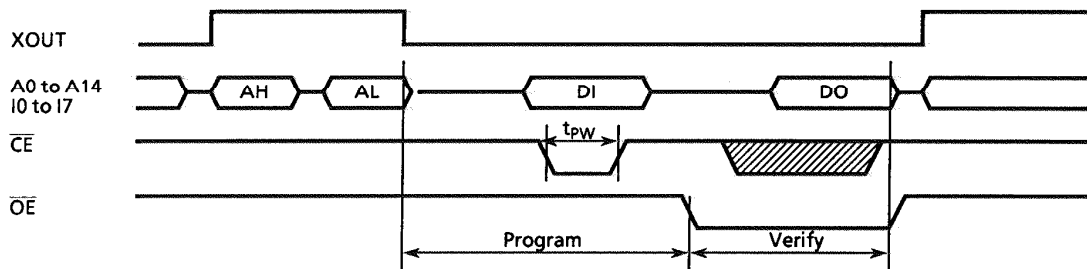 XOUT
A0 to A14
I0 to I7
AH AL DI DO
CE
tPW
OE
Program Verify